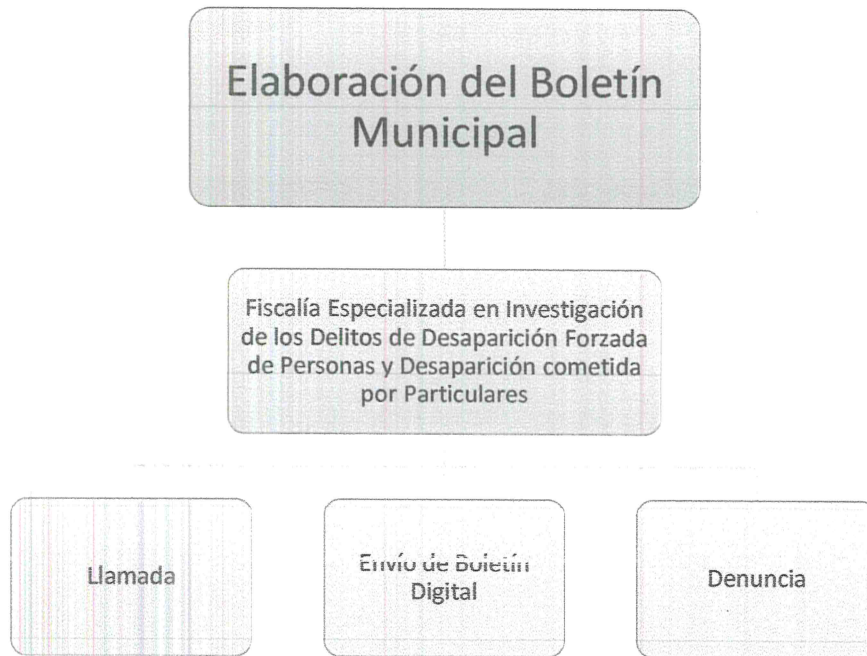 Elaboración del Boletín
Municipal
Fiscalía Especializada en Investigación
de los Delitos de Desaparición Forzada
de Personas y Desaparición cometida
por Particulares
Llamada
Envío de Boletín
Digital
Denuncia